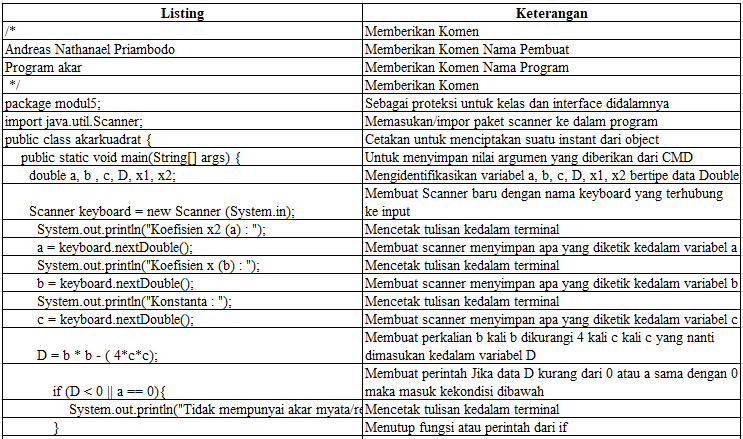 Listing Keterangan
/* Memberikan Komen
Andreas Nathanael Priambodo Memberikan Komen Nama Pembuat
Program akar Memberikan Komen Nama Program
*/ Memberikan Komen
package modul5; Sebagai proteksi untuk kelas dan interface didalamnya
import java.util.Scanner; Memasukan/impor paket scanner ke dalam program
public class akarkuadrat { Cetakan untuk menciptakan suatu instant dari object
public static void main(String[] args) { Untuk menyimpan nilai argumen yang diberikan dari CMD
double a, b , c, D, x1, x2; Mengidentifikasikan variabel a, b, c, D, x1, x2 bertipe data Double
Membuat Scanner baru dengan nama keyboard yang terhubung
Scanner keyboard = new Scanner (System.in); ke input
System.out.println("Koefisien x2 (a) : "); Mencetak tulisan kedalam terminal
a = keyboard.nextDouble(); Membuat scanner menyimpan apa yang diketik kedalam variabel a
System.out.println("Koefisien x (b) : "); Mencetak tulisan kedalam terminal
b = keyboard.nextDouble(); Membuat scanner menyimpan apa yang diketik kedalam variabel b
System.out.println("Konstanta : "); Mencetak tulisan kedalam terminal
c = keyboard.nextDouble(); Membuat scanner menyimpan apa yang diketik kedalam variabel c
Membuat perkalian b kali b dikurangi 4 kali c kali c yang nanti
D = b * b - ( 4*c*c); dimasukan kedalam variabel D
Membuat perintah Jika data D kurang dari 0 atau a sama dengan 0
if (D < 0 || a == 0){ maka masuk kekondisi dibawah
System.out.println("Tidak mempunyai akar myata/re Mencetak tulisan kedalam terminal
} Menutup fungsi atau perintah dari if